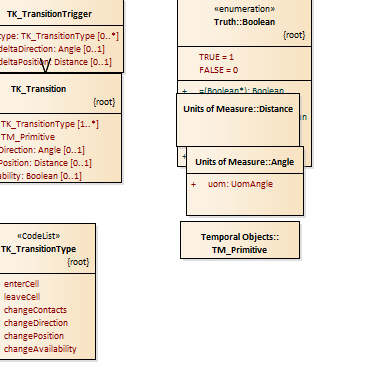 TK_TransitionTrigger
type: TK_TransitionType [0..*]
deltaDirection: Angle [0..1]
deltaPosition: Distance [0..1]
TK_Transition
{root}
TK_TransitionType [1..*]
TM_Primitive
Direction: Angle [0..1]
Position: Distance [0..1]
ability: Boolean [0..1]
«CodeList»
TK_TransitionType
{root}
enterCell
leaveCell
changeContacts
changeDirection
changePosition
changeAvailability
«enumeration»
Truth::Boolean
{root}
TRUE = 1
FALSE = 0
+ =(Boolean*): Boolean
Units of Measure::Distance
+
Units of Measure::Angle
+ uom: UomAngle
Temporal Objects::
TM_Primitive